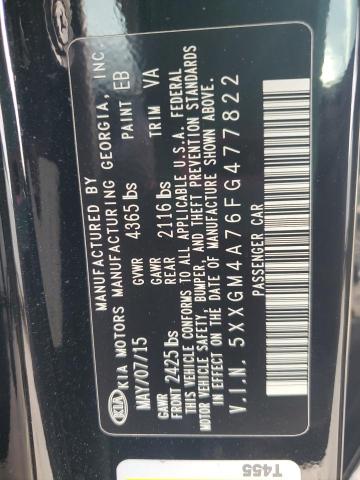 KIA
MANUFACTURED BY
KIA MOTORS MANUFACTURING GEORGIA, INC.
MAY/07/15 GVWR 4365 lbs PAINT EB
GAWR FRONT 2425 lbs GAWR REAR 2116 lbs TRIM VA
THIS VEHICLE CONFORMS TO ALL APPLICABLE U.S.A. FEDERAL
MOTOR VEHICLE SAFETY, BUMPER, AND THEFT PREVENTION STANDARDS
IN EFFECT ON THE DATE OF MANUFACTURE SHOWN ABOVE.
V.I.N. 5XXGM4A76FG477822
PASSENGER CAR
T455